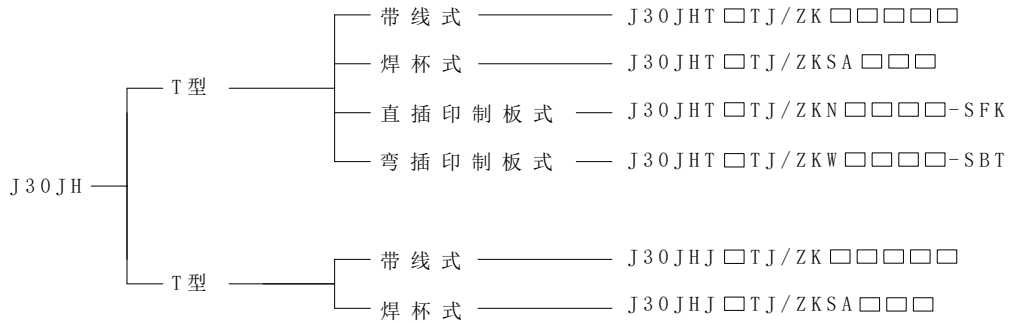 带线式 J30JHT□TJ/ZK□□□□□
焊杯式 J30JHT□TJ/ZKSA□□□
T型
直插印制板式 J30JHT□TJ/ZKN□□□□-SFK
弯插印制板式 J30JHT□TJ/ZKW□□□□-SBT
J30JH
带线式 J30JHJ□TJ/ZK□□□□□
T型
焊杯式 J30JHJ□TJ/ZKSA□□□